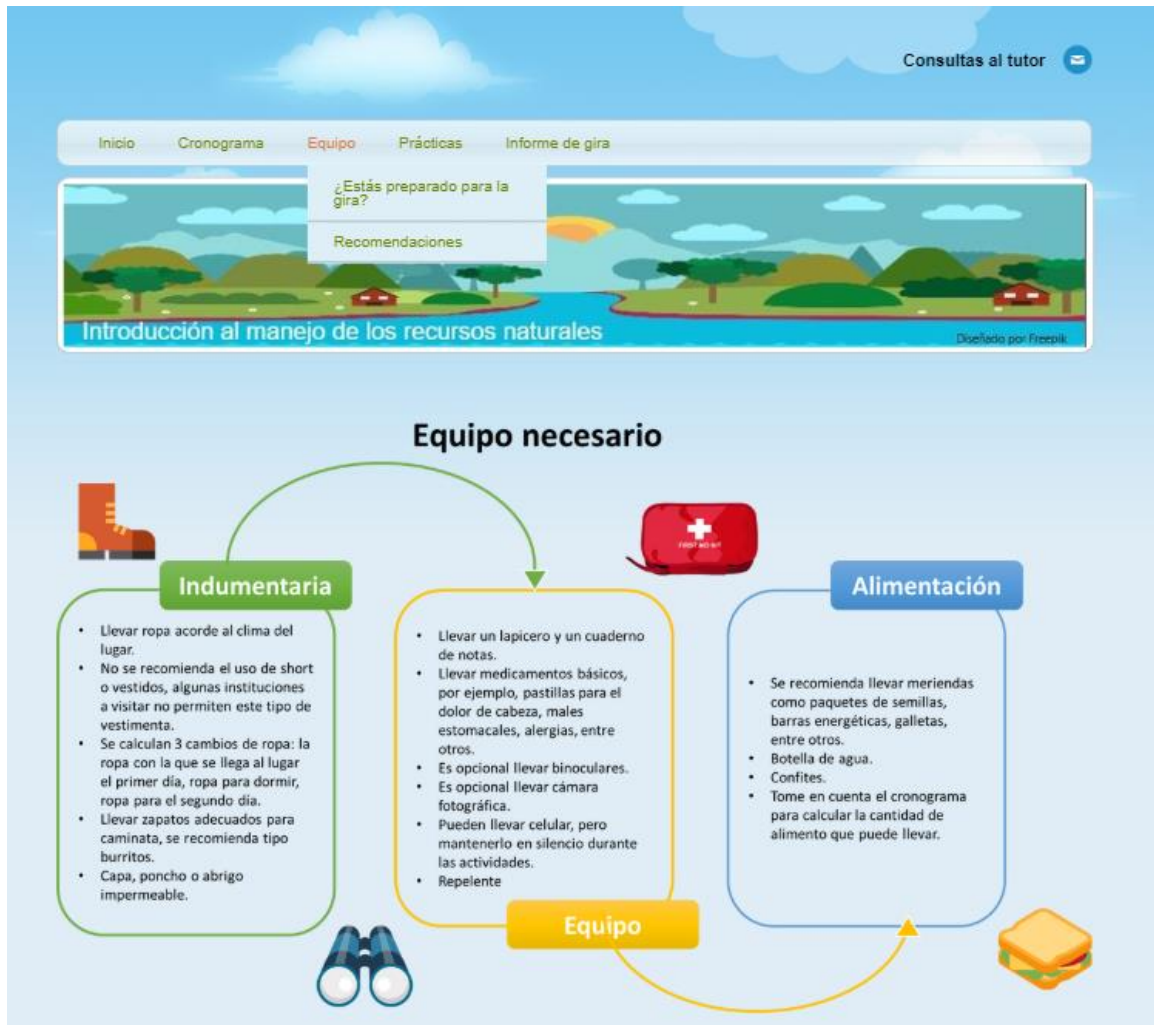 Consultas al tutor
Inicio Cronograma Equipo Prácticas Informe de gira
¿Estás preparado para la
gira?
Recomendaciones
Introducción al manejo de los recursos naturales
Diseñado por Freepik
Equipo necesario
FIRST AID KIT
Indumentaria
• Llevar ropa acorde al clima del
lugar.
• No se recomienda el uso de short
o vestidos, algunas instituciones
a visitar no permiten este tipo de
vestimenta.
• Se calculan 3 cambios de ropa: la
ropa con la que se llega al lugar
el primer día, ropa para dormir,
ropa para el segundo día.
• Llevar zapatos adecuados para
caminata, se recomienda tipo
burritos.
• Capa, poncho o abrigo
impermeable.
• Llevar un lapicero y un cuaderno
de notas.
• Llevar medicamentos básicos,
por ejemplo, pastillas para el
dolor de cabeza, males
estomacales, alergias, entre
otros.
• Es opcional llevar binoculares.
• Es opcional llevar cámara
fotográfica.
• Pueden llevar celular, pero
mantenerlo en silencio durante
las actividades.
• Repelente
Equipo
Alimentación
• Se recomienda llevar meriendas
como paquetes de semillas,
barras energéticas, galletas,
entre otros.
• Botella de agua.
• Confites.
• Tome en cuenta el cronograma
para calcular la cantidad de
alimento que puede llevar.